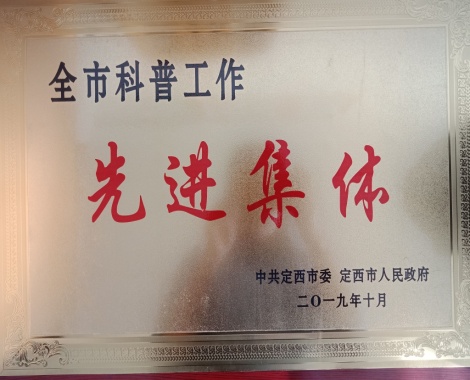 全市科普工作
先进集体
中共定西市委 定西市人民政府
二〇一九年十月